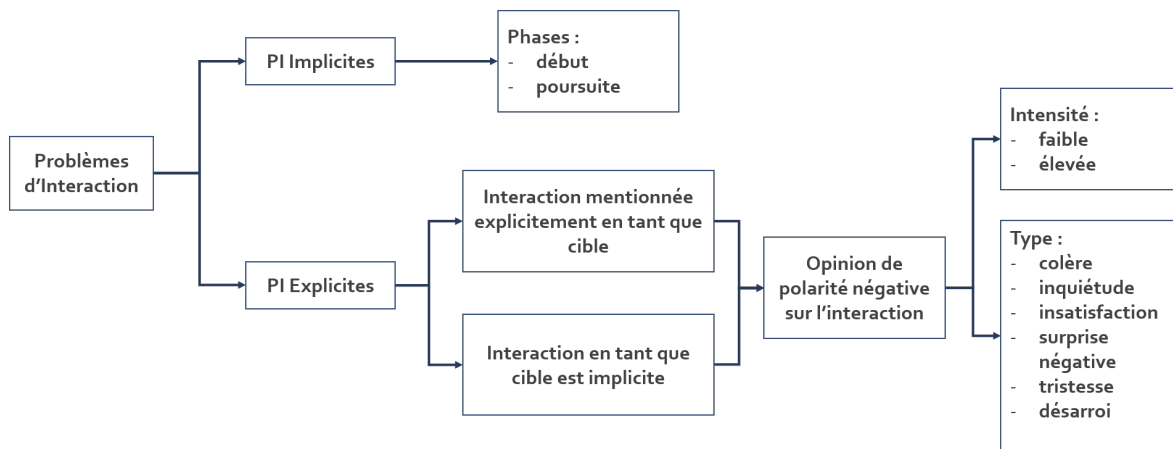 Problèmes
d'Interaction
PI Implicites
Phases :
- début
- poursuite
PI Explicites
Interaction mentionnée
explicitement en tant que
cible
Interaction en tant que
cible est implicite
Opinion de
polarité négative
sur l'interaction
Intensité :
- faible
- élevée
Type :
- colère
- inquiétude
- insatisfaction
- surprise
négative
- tristesse
- désarroi